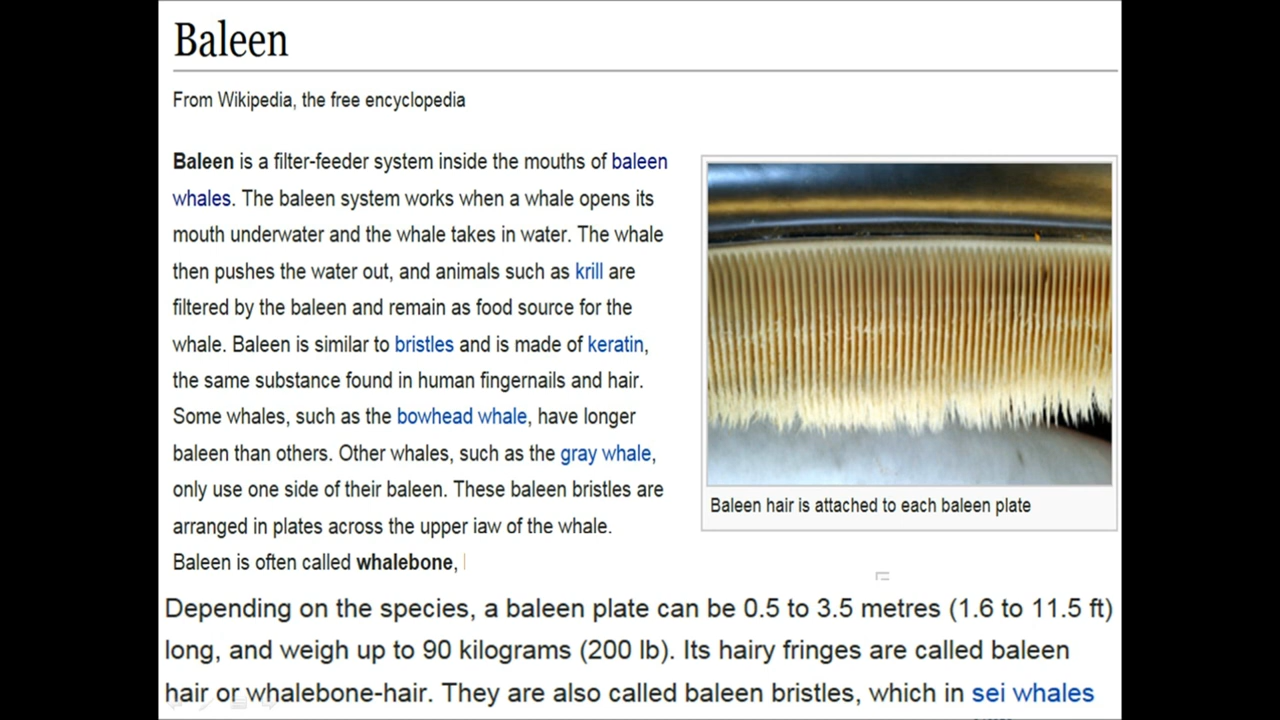 Baleen
From Wikipedia, the free encyclopedia
Baleen is a filter-feeder system inside the mouths of baleen
whales. The baleen system works when a whale opens its
mouth underwater and the whale takes in water. The whale
then pushes the water out, and animals such as krill are
filtered by the baleen and remain as food source for the
whale. Baleen is similar to bristles and is made of keratin,
the same substance found in human fingernails and hair.
Some whales, such as the bowhead whale, have longer
baleen than others. Other whales, such as the gray whale,
only use one side of their baleen. These baleen bristles are
arranged in plates across the upper jaw of the whale.
Baleen is often called whalebone,
Baleen hair is attached to each baleen plate
Depending on the species, a baleen plate can be 0.5 to 3.5 metres (1.6 to 11.5 ft)
long, and weigh up to 90 kilograms (200 lb). Its hairy fringes are called baleen
hair or whalebone-hair. They are also called baleen bristles, which in sei whales